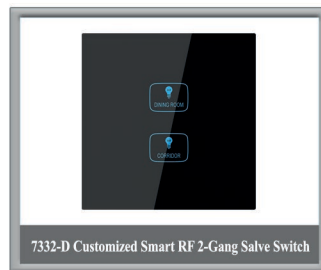 DINING ROOM
CORRIDOR
7332-D Customized Smart RF 2-Gang Salve Switch